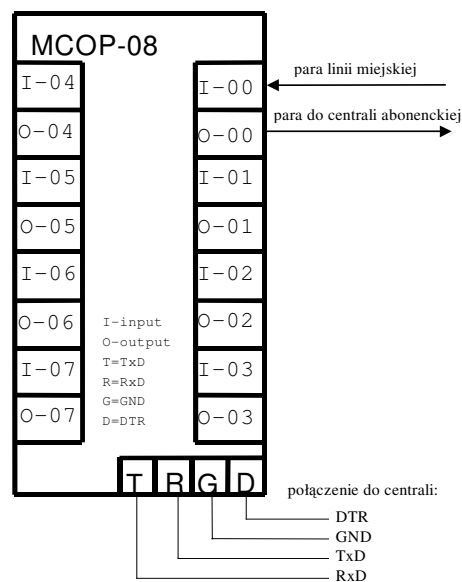 MCOP-08
I-04
O-04
I-05
O-05
I-06
O-06
I-07
O-07
I-00
O-00
I-01
O-01
I-02
O-02
I-03
O-03
para linii miejskiej
para do centrali abonenckiej
I-input
O-output
T=TxD
R=RxD
G=GND
D=DTR
T R G D
połączenie do centrali:
DTR
GND
TxD
RxD